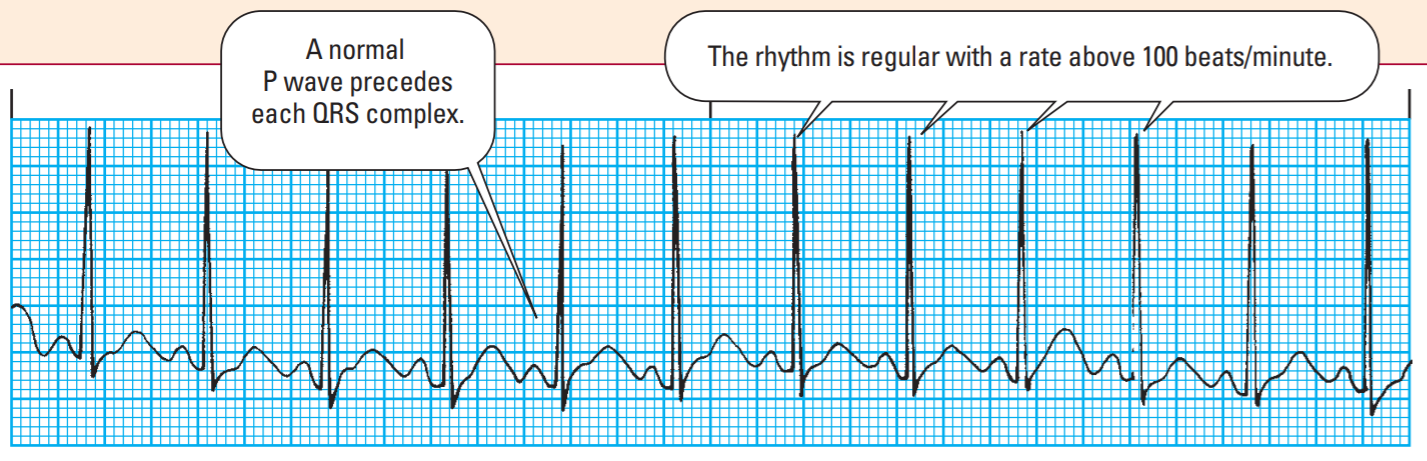 A normal
P wave precedes
each QRS complex.
The rhythm is regular with a rate above 100 beats/minute.